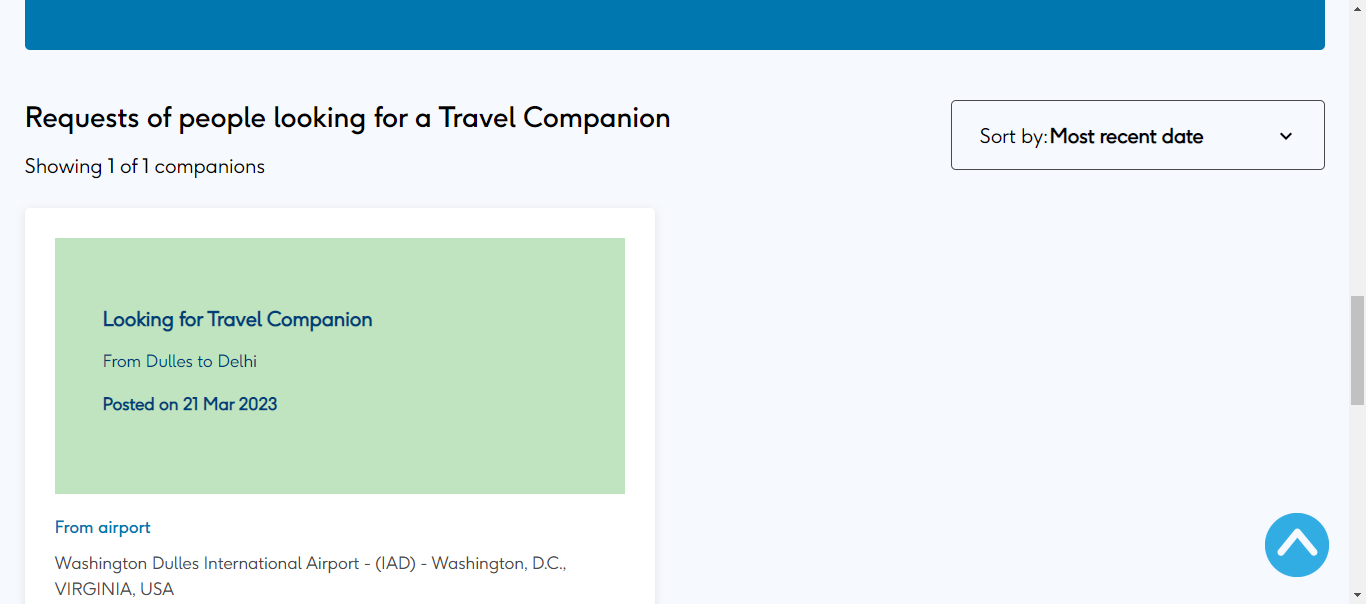 Requests of people looking for a Travel Companion
Sort by:Most recent date
Showing 1 of 1 companions
Looking for Travel Companion
From Dulles to Delhi
Posted on 21 Mar 2023
From airport
Washington Dulles International Airport - (IAD) - Washington, D.C.,
VIRGINIA, USA